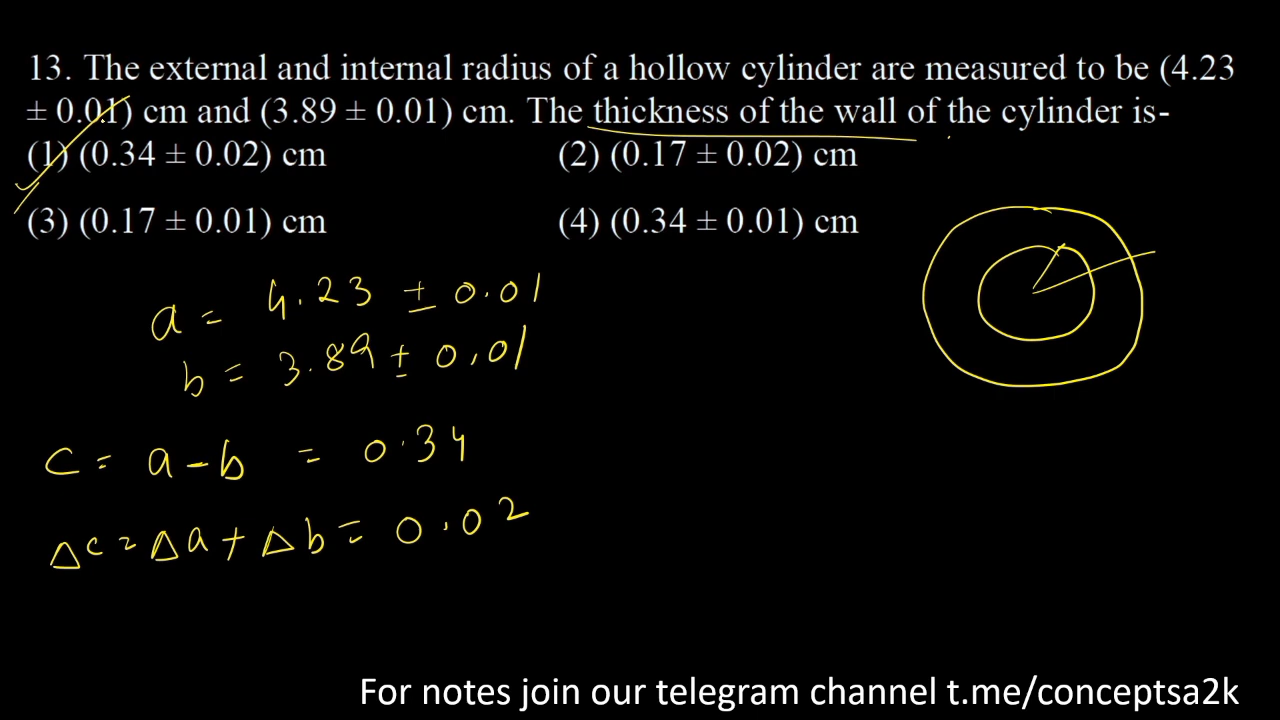 13. The external and internal radius of a hollow cylinder are measured to be (4.23
± 0.01) cm and (3.89 ± 0.01) cm. The thickness of the wall of the cylinder is-
(1) (0.34 ± 0.02) cm (2) (0.17 ± 0.02) cm
(3) (0.17 ± 0.01) cm (4) (0.34 ± 0.01) cm
a = 4.23 ± 0.01
b = 3.89 ± 0.01
c = a - b = 0.34
Δc = Δa + Δb = 0.02
For notes join our telegram channel t.me/conceptsa2k